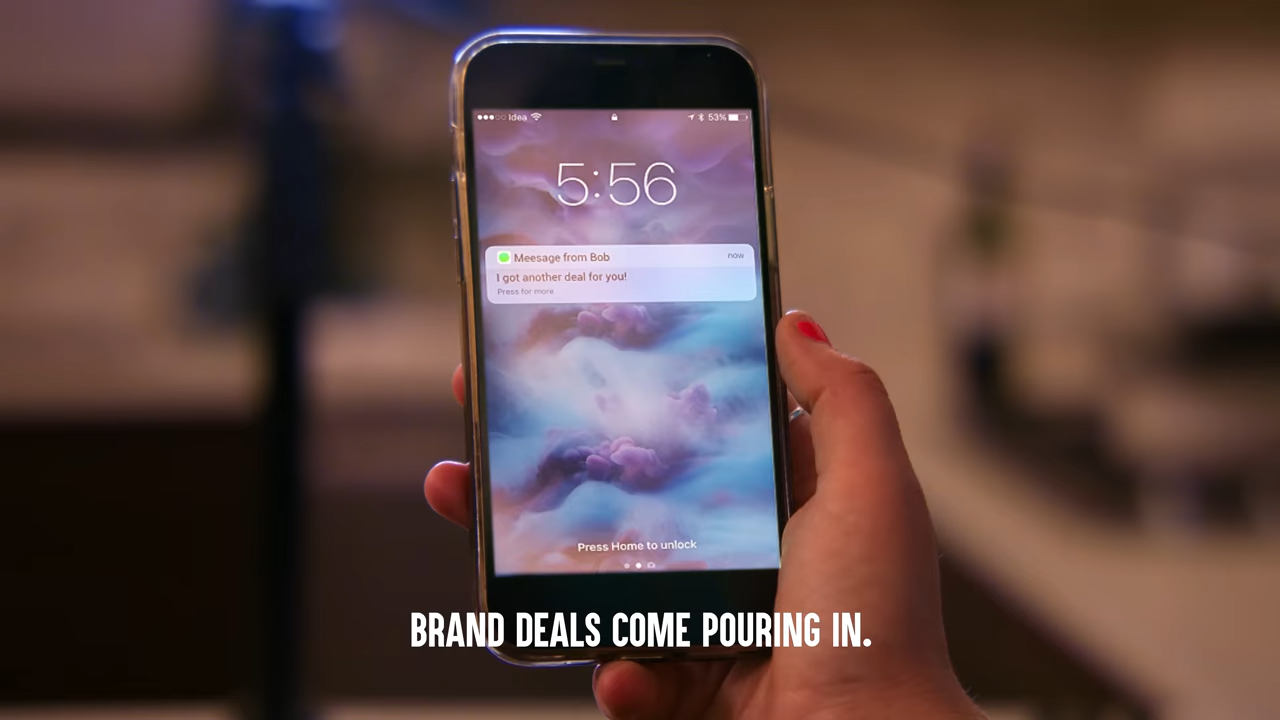 Idea 53%
5:56
Meesage from Bob now
I got another deal for you!
Press for more
Press Home to unlock
BRAND DEALS COME POURING IN.